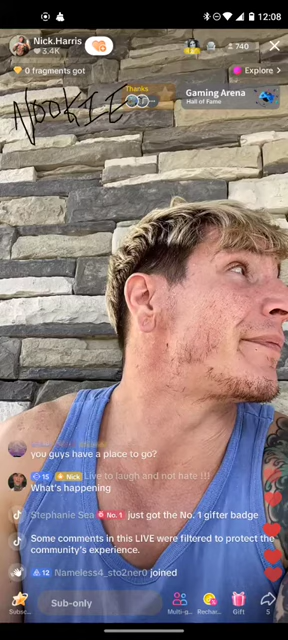 12:08
Nick.Harris
3.4K
740
0 fragments got
Explore >
NOOKIE
Thanks
Gaming Arena
Hall of Fame
you guys have a place to go?
15 Nick Live to laugh and not hate !!!
What's happening
Stephanie Sea No. 1 just got the No. 1 gifter badge
Some comments in this LIVE were filtered to protect the
community's experience.
12 Nameless4_sto2ner0 joined
Sub-only
Subsc... Multi-g... Rechar... Gift 5